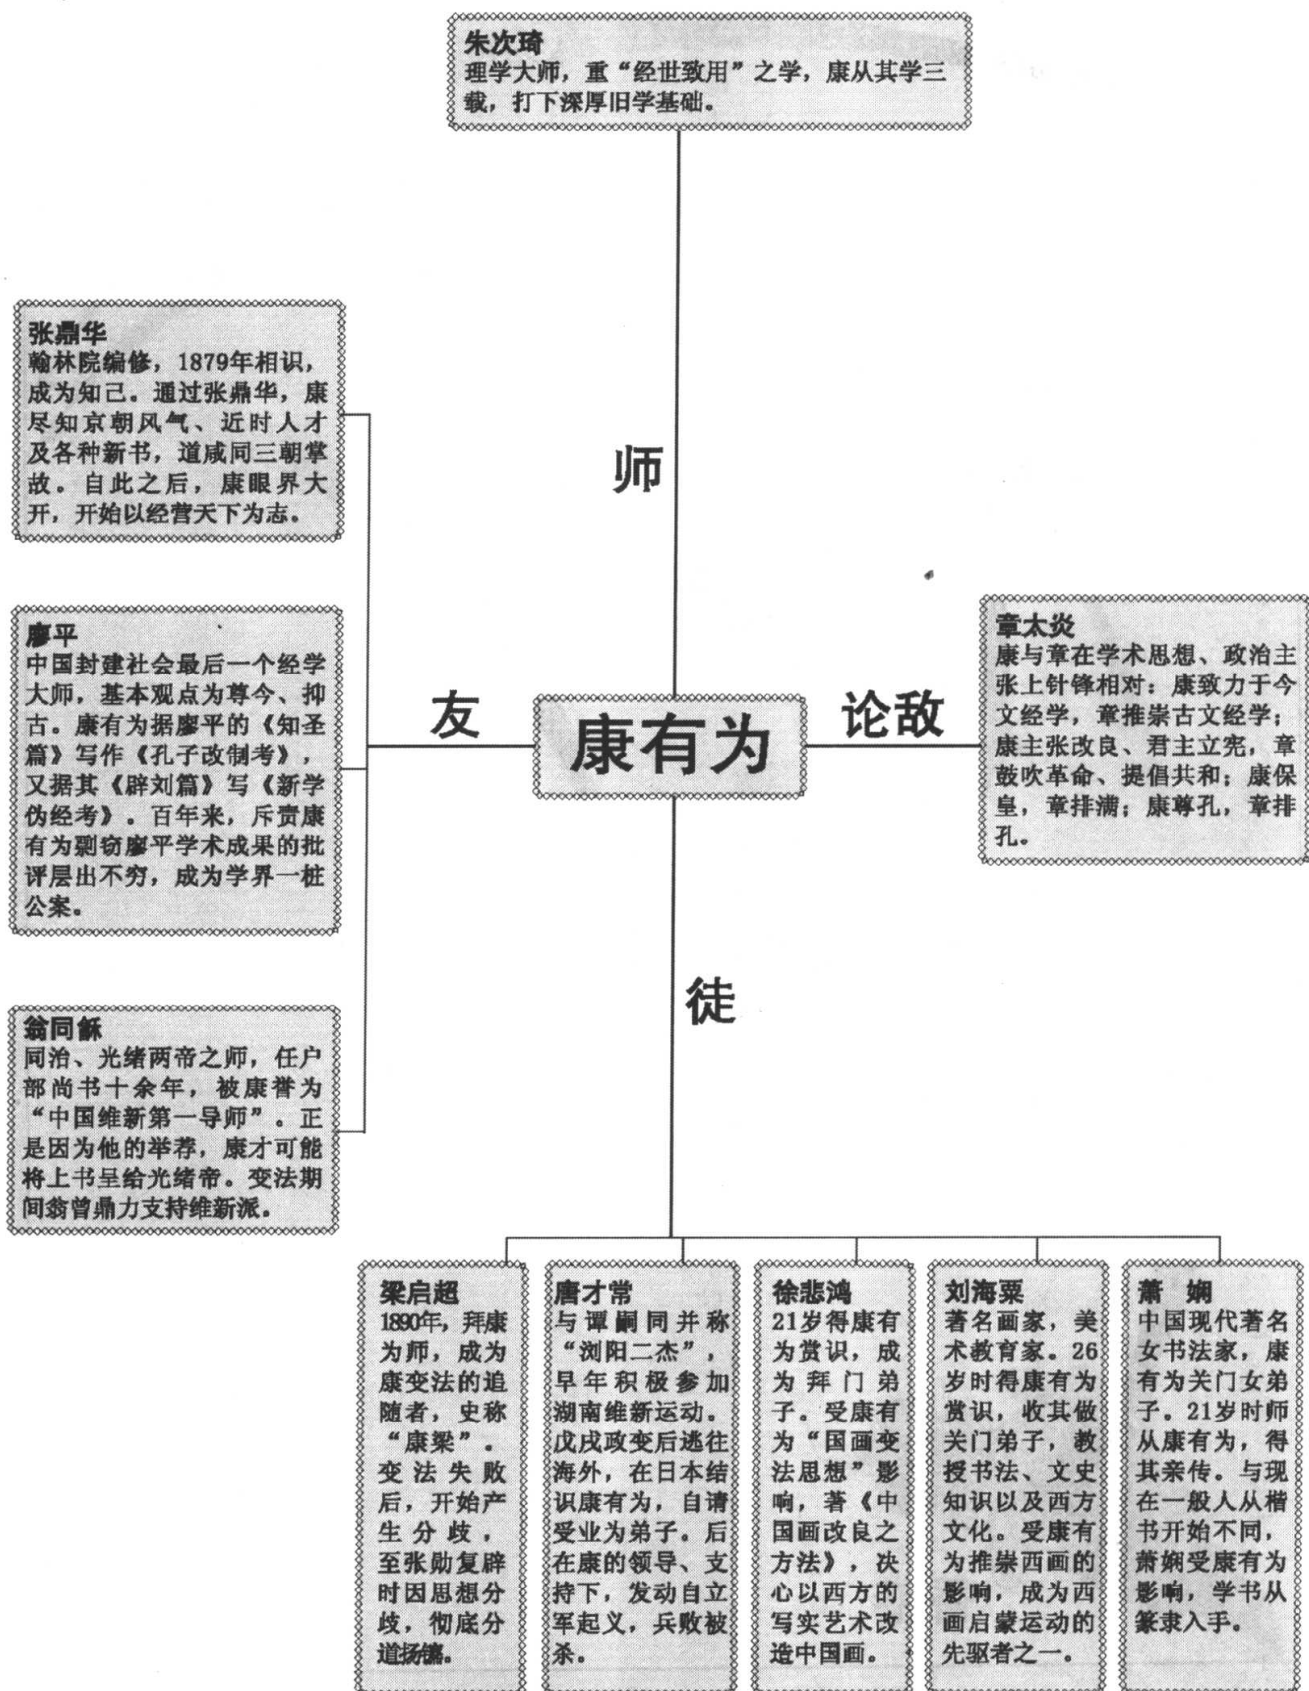 朱次琦
理学大师，重“经世致用”之学，康从其学三
载，打下深厚旧学基础。
张鼎华
翰林院编修，1879年相识，
成为知己。通过张鼎华，康
尽知京朝风气、近时人才
及各种新书，道咸同三朝掌
故。自此之后，康眼界大
开，开始以经营天下为志。
师
廖平
中国封建社会最后一个经学
大师，基本观点为尊今、抑
古。康有为据廖平的《知圣
篇》写作《孔子改制考》，
又据其《辟刘篇》写《新学
伪经考》。百年来，斥责康
有为剽窃廖平学术成果的批
评层出不穷，成为学界一桩
公案。
友
康有为
论敌
章太炎
康与章在学术思想、政治主
张上针锋相对：康致力于今
文经学，章推崇古文经学；
康主张改良、君主立宪，章
鼓吹革命、提倡共和；康保
皇，章排满；康尊孔，章排
孔。
翁同龢
同治、光绪两帝之师，任户
部尚书十余年，被康誉为
“中国维新第一导师”。正
是因为他的举荐，康才可能
将上书呈给光绪帝。变法期
间翁曾鼎力支持维新派。
徒
梁启超
1890年，拜康
为师，成为
康变法的追
随者，史称
“康梁”。
变法失败
后，开始产
生分歧，
至张勋复辟
时因思想分
歧，彻底分
道扬镳。
唐才常
与谭嗣同并称
“浏阳二杰”，
早年积极参加
湖南维新运动。
戊戌政变后逃往
海外，在日本结
识康有为，自请
受业为弟子。后
在康的领导、支
持下，发动自立
军起义，兵败被
杀。
徐悲鸿
21岁得康有
为赏识，成
为拜门弟
子。受康有
为“国画变
法思想”影
响，著《中
国画改良之
方法》，决
心以西方的
写实艺术改
造中国画。
刘海粟
著名画家，美
术教育家。26
岁时得康有为
赏识，收其做
关门弟子，教
授书法、文史
知识以及西方
文化。受康有
为推崇西画的
影响，成为西
画启蒙运动的
先驱者之一。
萧 娴
中国现代著名
女书法家，康
有为关门女弟
子。21岁时师
从康有为，得
其亲传。与现
在一般人从楷
书开始不同，
萧娴受康有为
影响，学书从
篆隶入手。